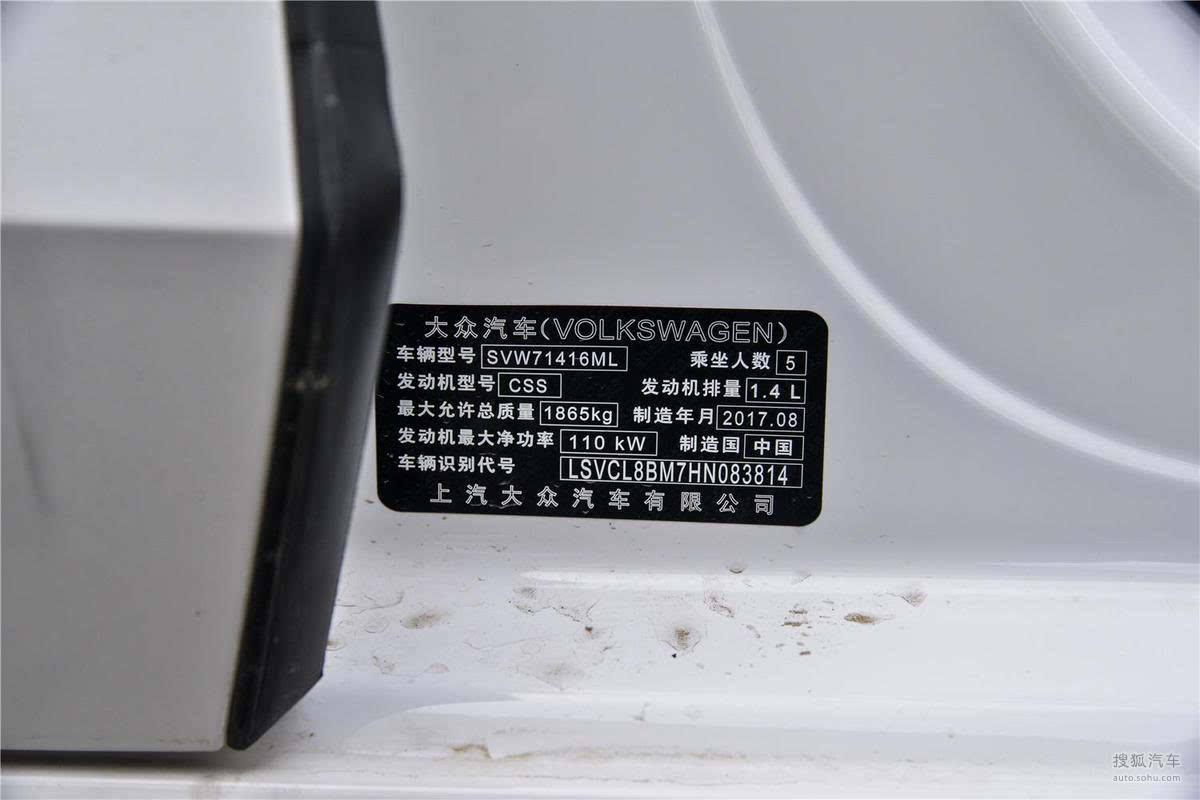 大众汽车(VOLKSWAGEN)
车辆型号 SVW71416ML 乘坐人数 5
发动机型号 CSS 发动机排量 1.4 L
最大允许总质量 1865kg 制造年月 2017.08
发动机最大净功率 110 kW 制造国 中国
车辆识别代号 LSVCL8BM7HN083814
上汽大众汽车有限公司
搜狐汽车
auto.sohu.com